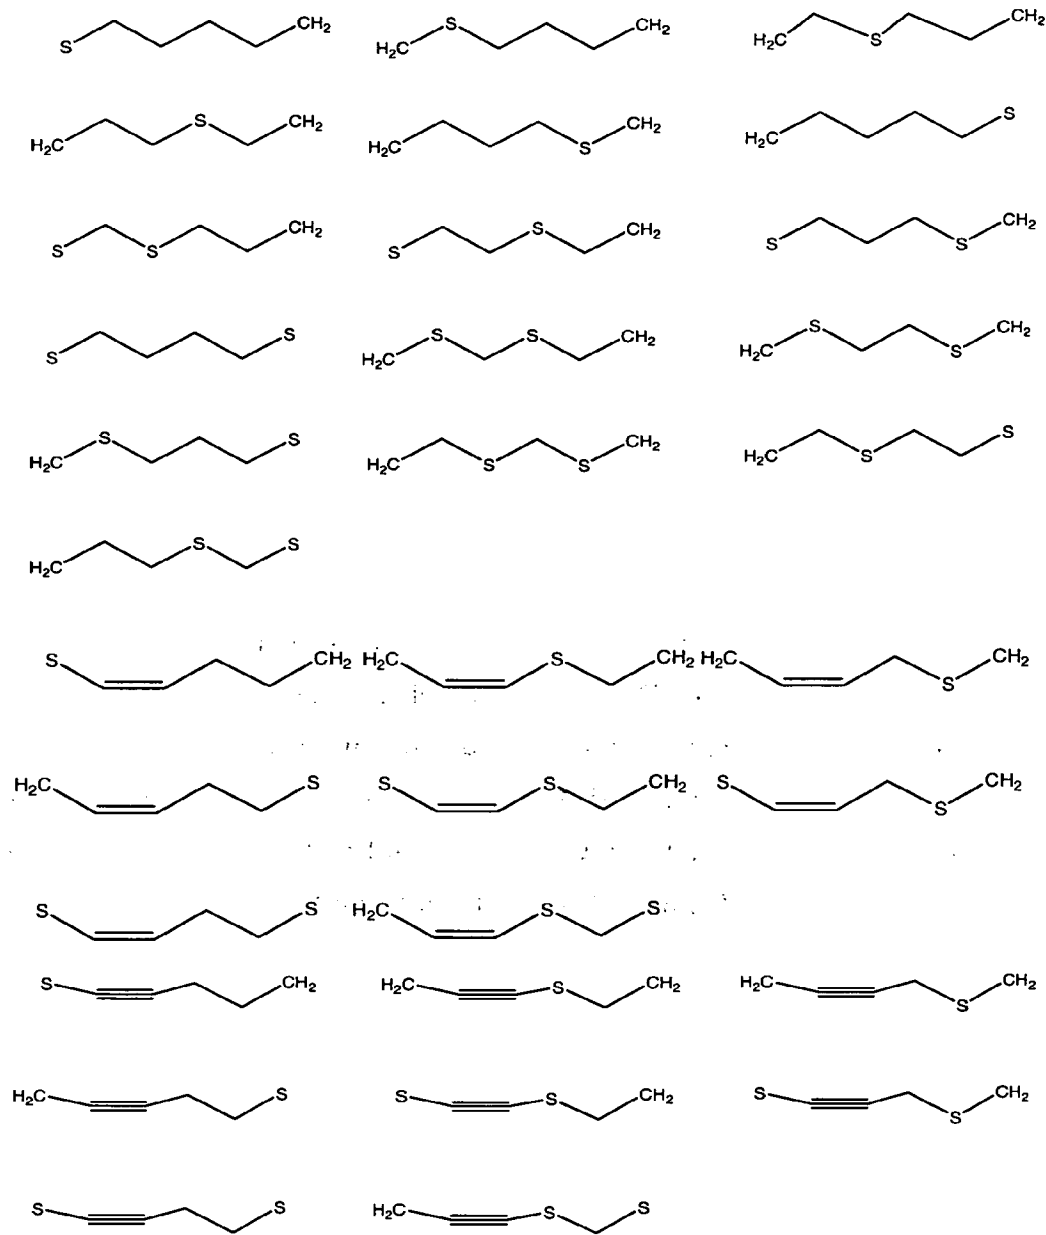 S CH₂ H₂C S CH₂ H₂C S CH₂
H₂C S CH₂ H₂C S CH₂ H₂C S
S S CH₂ S S CH₂ S S CH₂
S S H₂C S S CH₂ H₂C S S CH₂
H₂C S S H₂C S S CH₂ H₂C S S
H₂C S S
S CH₂ H₂C S CH₂ H₂C S CH₂
H₂C S S S CH₂ S S CH₂
S S H₂C S S
S CH₂ H₂C S CH₂ H₂C S CH₂
H₂C S S S CH₂ S S CH₂
S S H₂C S S